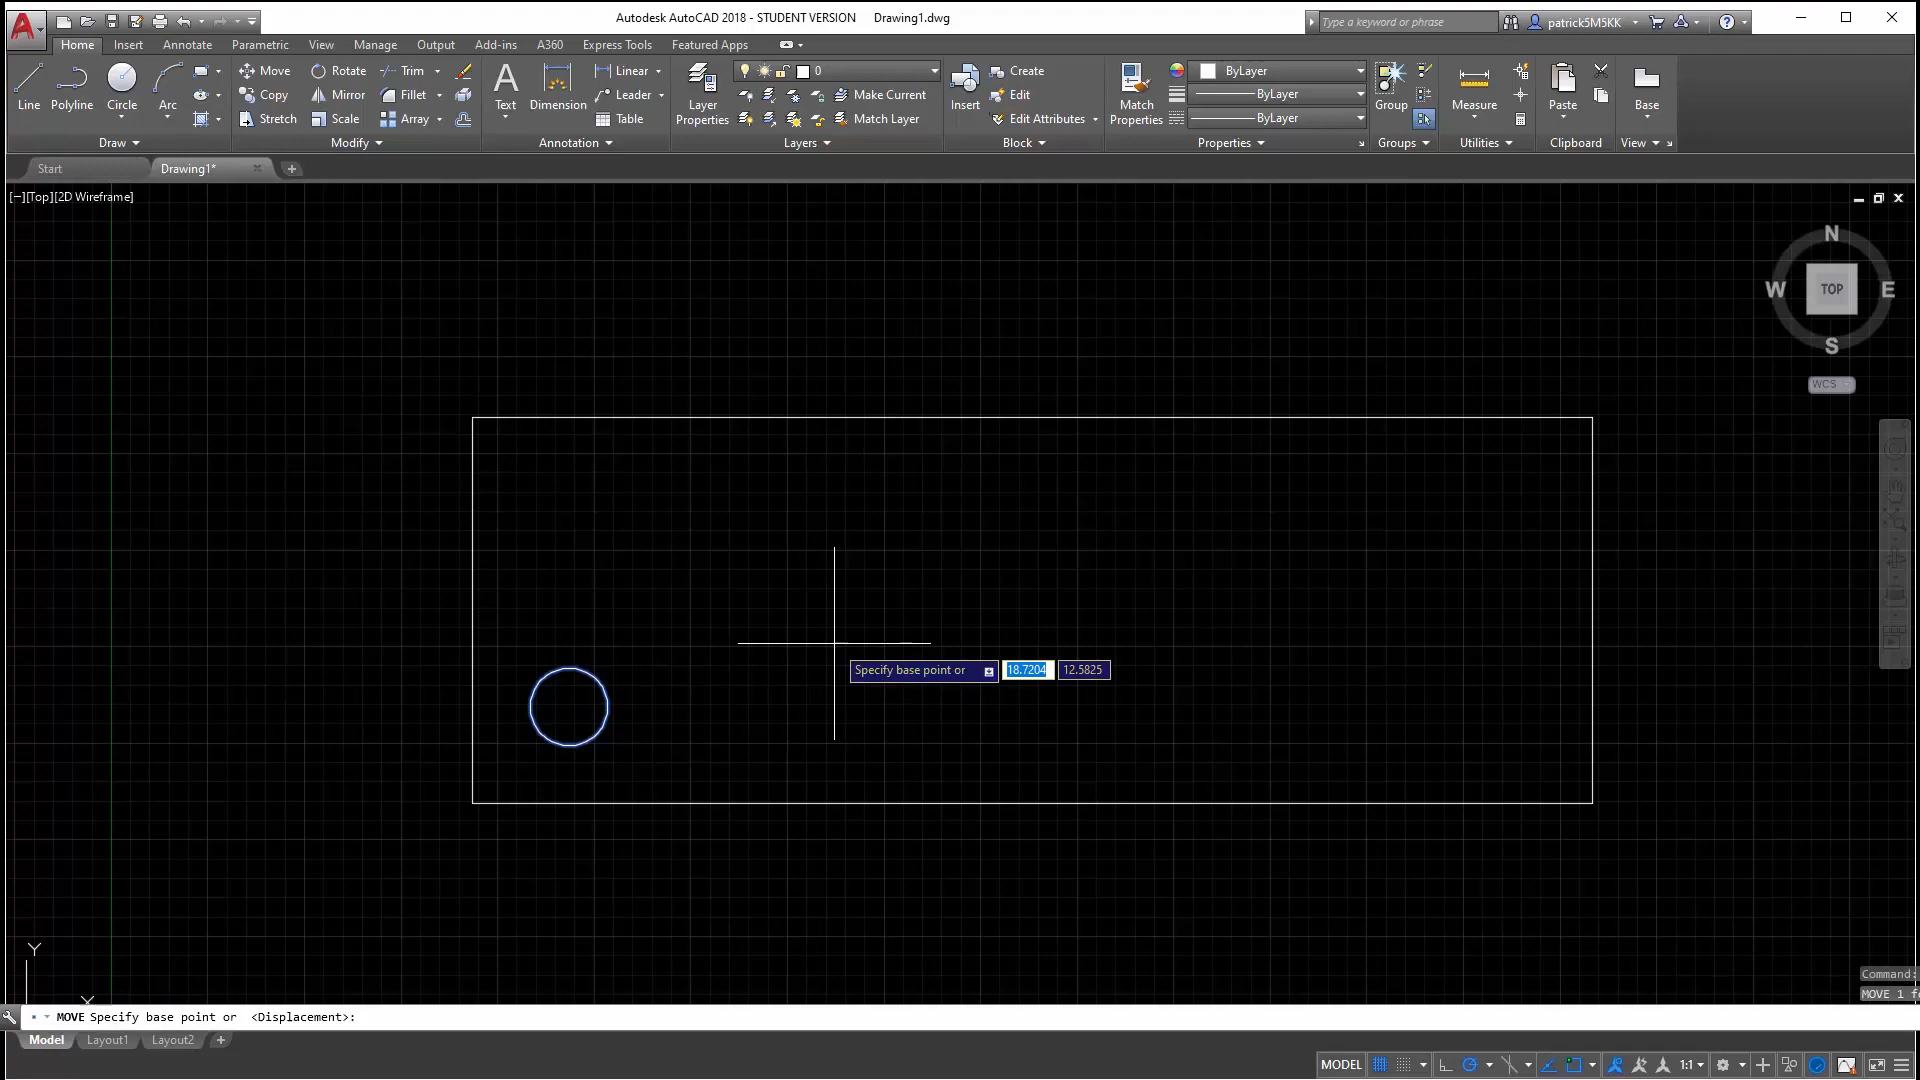 Autodesk AutoCAD 2018 - STUDENT VERSION Drawing1.dwg
Type a keyword or phrase
patrick5M5KK
Home Insert Annotate Parametric View Manage Output Add-ins A360 Express Tools Featured Apps
Line Polyline Circle Arc
Move Rotate Trim
Copy Mirror Fillet
Stretch Scale Array
Text Dimension
Linear
Leader
Table
Layer Properties
0
Make Current
Match Layer
Insert
Create
Edit
Edit Attributes
Match Properties
ByLayer
ByLayer
ByLayer
Group
Measure
Paste
Base
Draw Modify Annotation Layers Block Properties Groups Utilities Clipboard View
Start Drawing1*
[−][Top][2D Wireframe]
N
W TOP E
S
WCS
Specify base point or 18.7204 12.5825
Y
X
Command:
MOVE 1 fo
MOVE Specify base point or <Displacement>:
Model Layout1 Layout2
MODEL 1:1